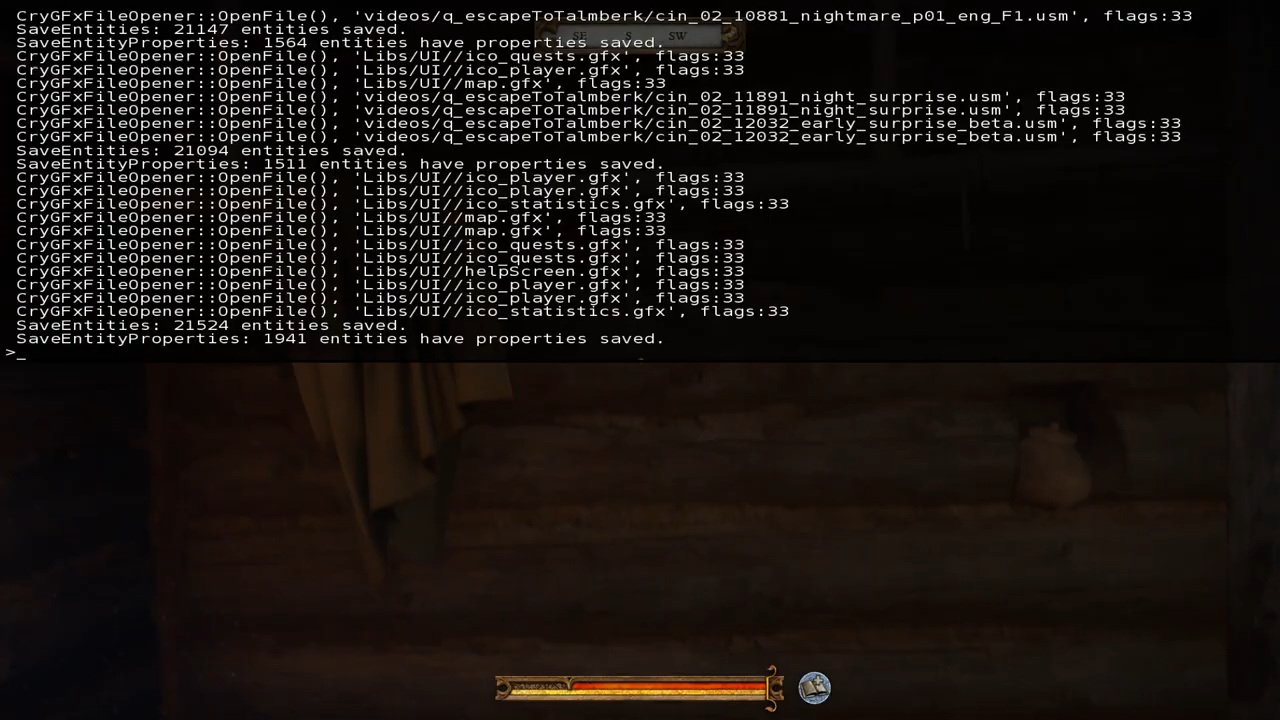 CryGFxFileOpener::OpenFile(), 'videos/q_escapeToTalmberk/cin_02_10881_nightmare_p01_eng_F1.usm', flags:33
SaveEntities: 21147 entities saved.
SE S SW
SaveEntityProperties: 1564 entities have properties saved.
CryGFxFileOpener::OpenFile(), 'Libs/UI//ico_quests.gfx', flags:33
CryGFxFileOpener::OpenFile(), 'Libs/UI//ico_player.gfx', flags:33
CryGFxFileOpener::OpenFile(), 'Libs/UI//map.gfx', flags:33
CryGFxFileOpener::OpenFile(), 'videos/q_escapeToTalmberk/cin_02_11891_night_surprise.usm', flags:33
CryGFxFileOpener::OpenFile(), 'videos/q_escapeToTalmberk/cin_02_11891_night_surprise.usm', flags:33
CryGFxFileOpener::OpenFile(), 'videos/q_escapeToTalmberk/cin_02_12032_early_surprise_beta.usm', flags:33
CryGFxFileOpener::OpenFile(), 'videos/q_escapeToTalmberk/cin_02_12032_early_surprise_beta.usm', flags:33
SaveEntities: 21094 entities saved.
SaveEntityProperties: 1511 entities have properties saved.
CryGFxFileOpener::OpenFile(), 'Libs/UI//ico_player.gfx', flags:33
CryGFxFileOpener::OpenFile(), 'Libs/UI//ico_player.gfx', flags:33
CryGFxFileOpener::OpenFile(), 'Libs/UI//ico_statistics.gfx', flags:33
CryGFxFileOpener::OpenFile(), 'Libs/UI//map.gfx', flags:33
CryGFxFileOpener::OpenFile(), 'Libs/UI//map.gfx', flags:33
CryGFxFileOpener::OpenFile(), 'Libs/UI//ico_quests.gfx', flags:33
CryGFxFileOpener::OpenFile(), 'Libs/UI//ico_quests.gfx', flags:33
CryGFxFileOpener::OpenFile(), 'Libs/UI//helpScreen.gfx', flags:33
CryGFxFileOpener::OpenFile(), 'Libs/UI//ico_player.gfx', flags:33
CryGFxFileOpener::OpenFile(), 'Libs/UI//ico_player.gfx', flags:33
CryGFxFileOpener::OpenFile(), 'Libs/UI//ico_statistics.gfx', flags:33
SaveEntities: 21524 entities saved.
SaveEntityProperties: 1941 entities have properties saved.
>_